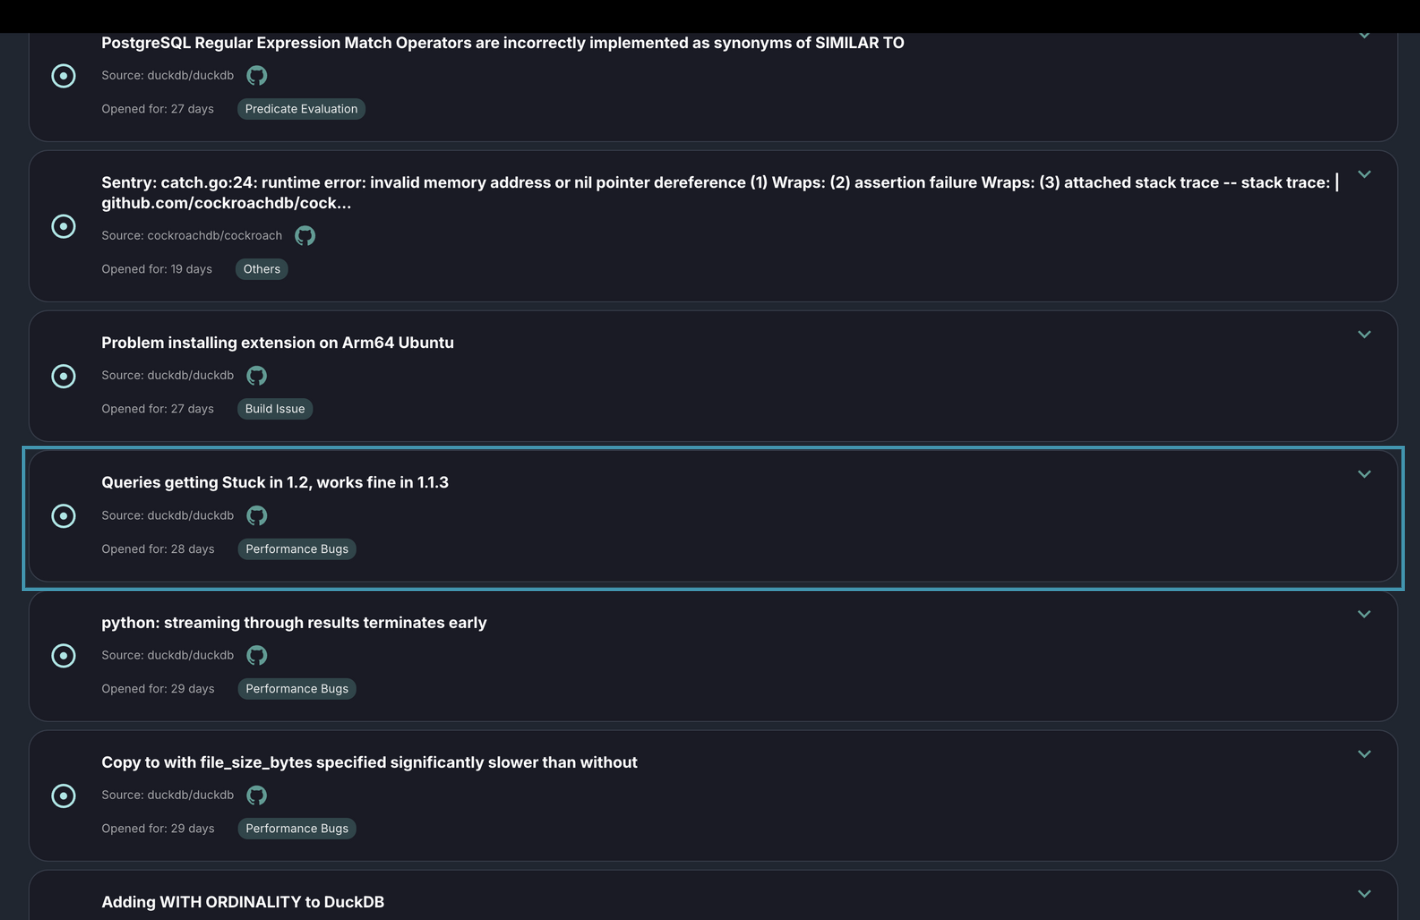 PostgreSQL Regular Expression Match Operators are incorrectly implemented as synonyms of SIMILAR TO
Source: duckdb/duckdb
Opened for: 27 days
Predicate Evaluation
Sentry: catch.go:24: runtime error: invalid memory address or nil pointer dereference (1) Wraps: (2) assertion failure Wraps: (3) attached stack trace -- stack trace: |
github.com/cockroachdb/cock...
Source: cockroachdb/cockroach
Opened for: 19 days
Others
Problem installing extension on Arm64 Ubuntu
Source: duckdb/duckdb
Opened for: 27 days
Build Issue
Queries getting Stuck in 1.2, works fine in 1.1.3
Source: duckdb/duckdb
Opened for: 28 days
Performance Bugs
python: streaming through results terminates early
Source: duckdb/duckdb
Opened for: 29 days
Performance Bugs
Copy to with file_size_bytes specified significantly slower than without
Source: duckdb/duckdb
Opened for: 29 days
Performance Bugs
Adding WITH ORDINALITY to DuckDB